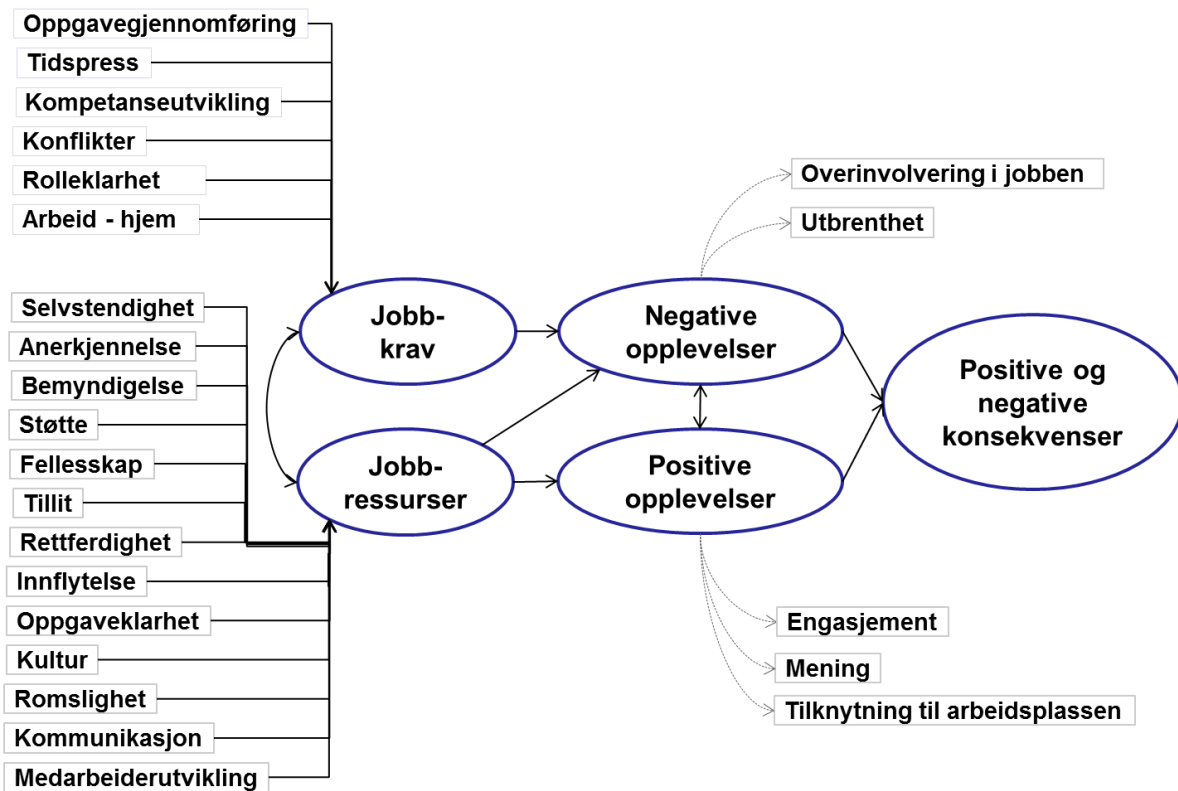 Oppgavegjennomføring
Tidspress
Kompetanseutvikling
Konflikter
Rolleklarhet
Arbeid - hjem
Selvstendighet
Anerkjennelse
Bemyndigelse
Støtte
Fellesskap
Tillit
Rettferdighet
Innflytelse
Oppgaveklarhet
Kultur
Romslighet
Kommunikasjon
Medarbeiderutvikling
Jobb-
krav
Jobb-
ressurser
Overinvolvering i jobben
Utbrenthet
Negative
opplevelser
Positive
opplevelser
Engasjement
Mening
Tilknytning til arbeidsplassen
Positive og
negative
konsekvenser